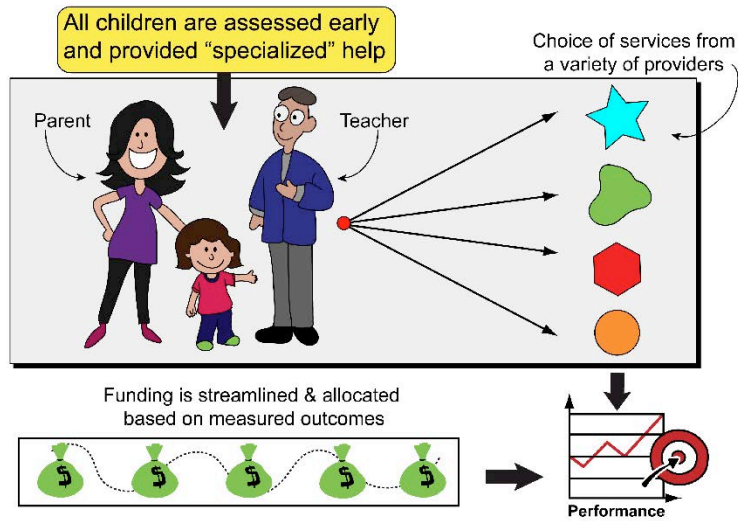 All children are assessed early
and provided “specialized” help
Choice of services from
a variety of providers
Parent
Teacher
Funding is streamlined & allocated
based on measured outcomes
$ $ $ $ $
Performance